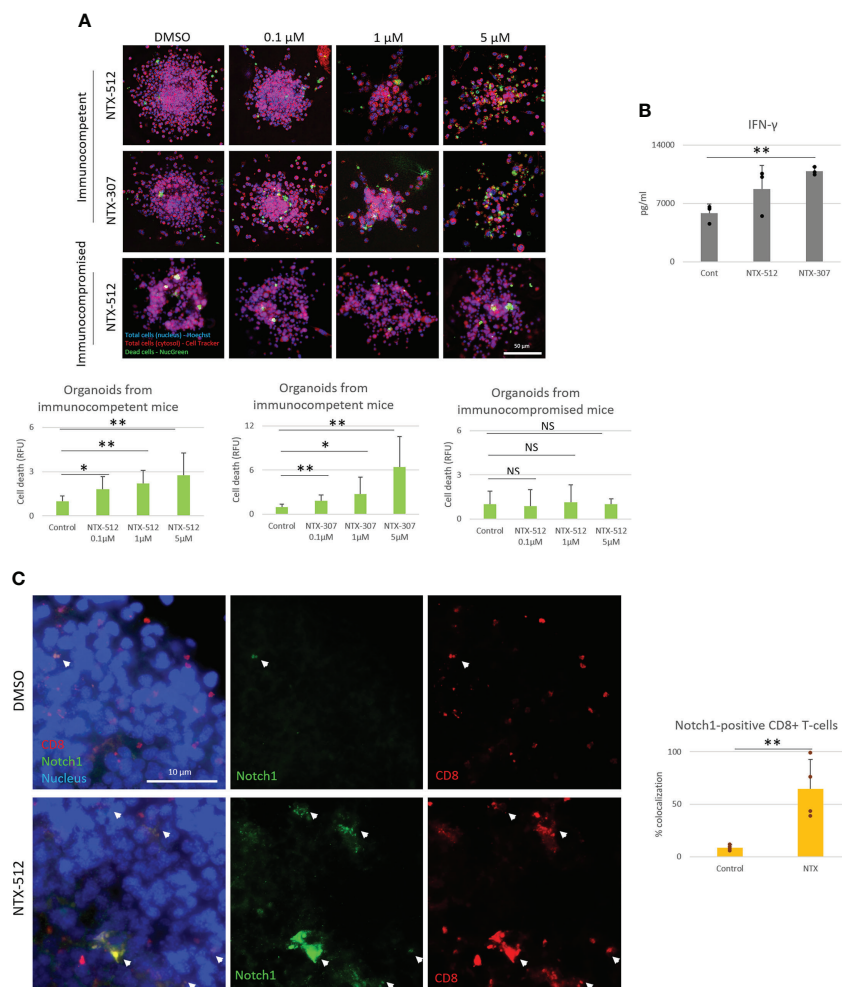 A
DMSO
0.1 μM
1 μM
5 μM
Immunocompetent
NTX-512
NTX-307
Immunocompromised
NTX-512
Total cells (nucleus) - Hoechst
Total cells (cytosol) - Cell Tracker
Dead cells - NucGreen
50 μm
B
IFN-γ
**
14000
7000
0
pg/ml
Cont
NTX-512
NTX-307
Organoids from
immunocompetent mice
**
**
*
6
3
0
Cell death (RFU)
Control
NTX-512
0.1μM
NTX-512
1μM
NTX-512
5μM
Organoids from
immunocompetent mice
**
*
**
12
6
0
Cell death (RFU)
Control
NTX-307
0.1μM
NTX-307
1μM
NTX-307
5μM
Organoids from
immunocompromised mice
NS
NS
NS
6
3
0
Cell death (RFU)
Control
NTX-512
0.1μM
NTX-512
1μM
NTX-512
5μM
C
DMSO
CD8
Notch1
Nucleus
10 μm
Notch1
CD8
NTX-512
Notch1
CD8
Notch1-positive CD8+ T-cells
**
100
50
0
% colocalization
Control
NTX